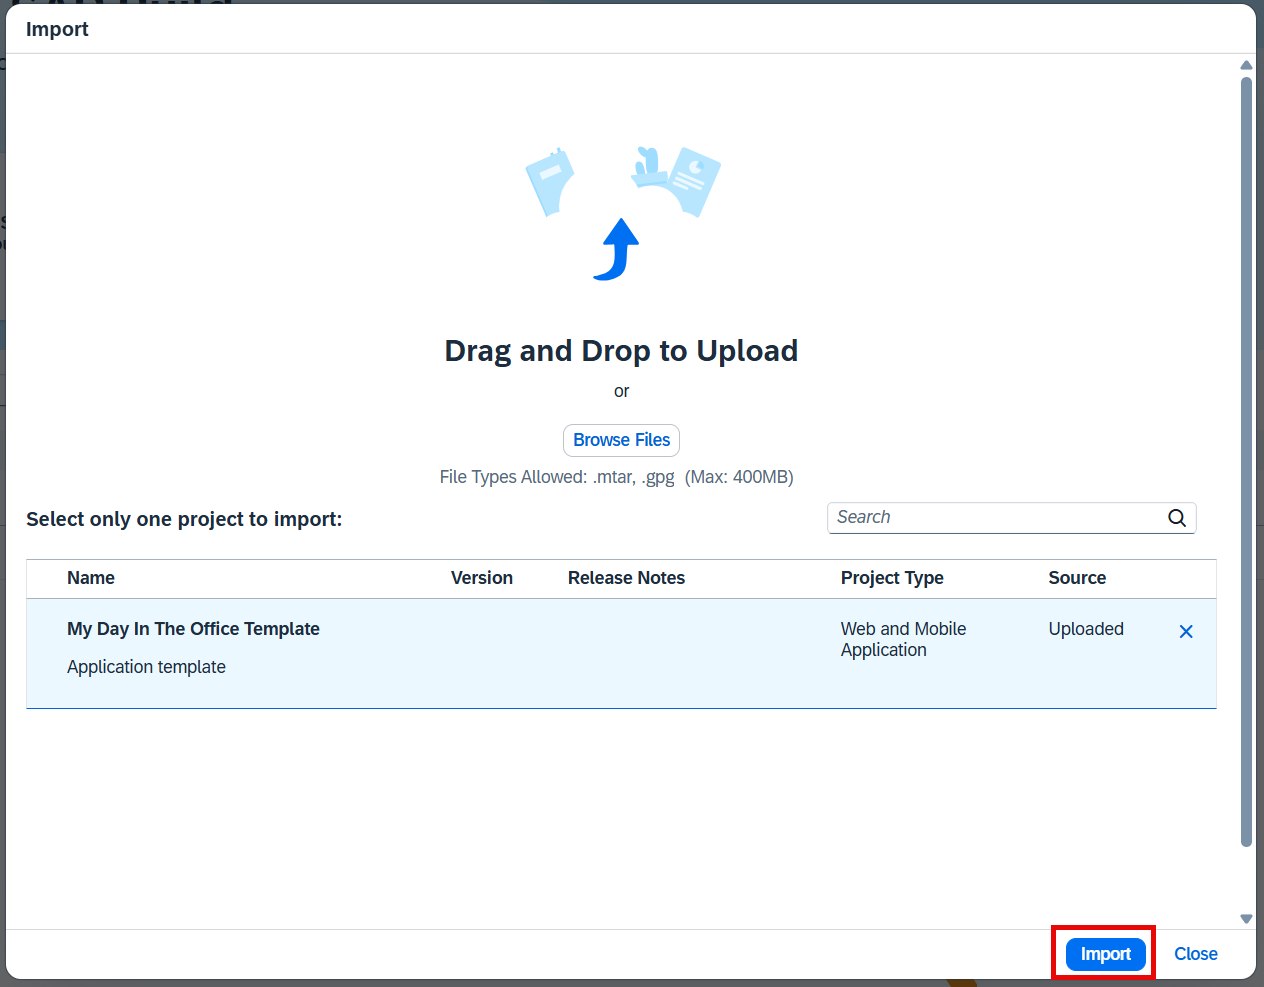 Import
Drag and Drop to Upload
or
Browse Files
File Types Allowed: .mtar, .gpg (Max: 400MB)
Select only one project to import:
Search
Name Version Release Notes Project Type Source
My Day In The Office Template Web and Mobile Uploaded
Application
Application template
Import Close